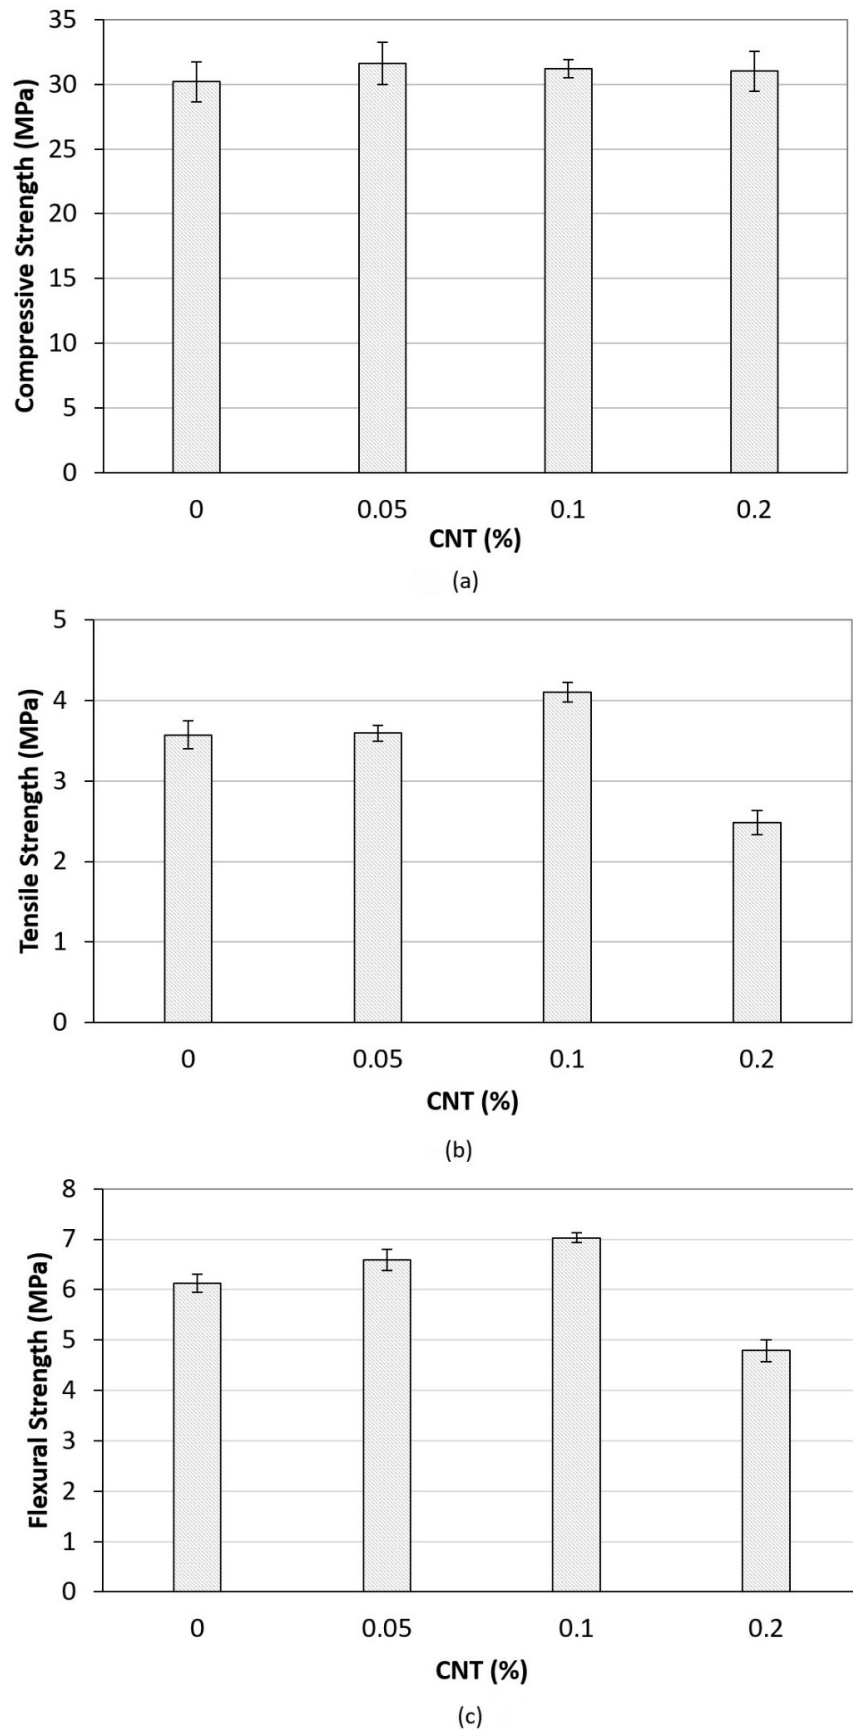 Compressive Strength (MPa)
35
30
25
20
15
10
5
0
0 0.05 0.1 0.2
CNT (%)
(a)
Tensile Strength (MPa)
5
4
3
2
1
0
0 0.05 0.1 0.2
CNT (%)
(b)
Flexural Strength (MPa)
8
7
6
5
4
3
2
1
0
0 0.05 0.1 0.2
CNT (%)
(c)